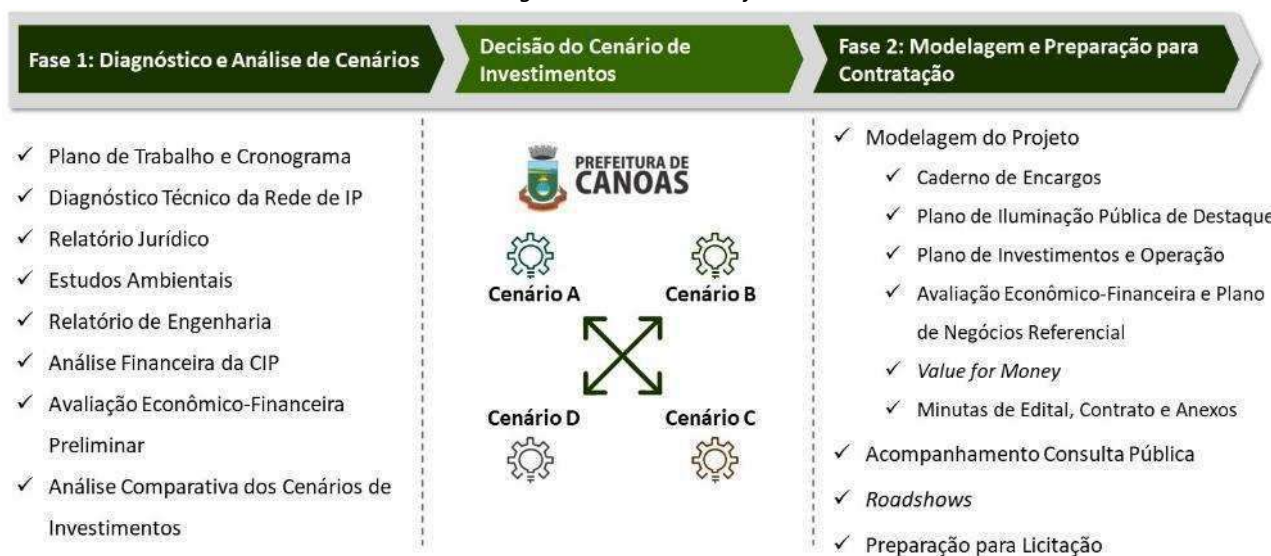 Fase 1: Diagnóstico e Análise de Cenários
Decisão do Cenário de
Investimentos
Fase 2: Modelagem e Preparação para
Contratação
✓ Plano de Trabalho e Cronograma
✓ Diagnóstico Técnico da Rede de IP
✓ Relatório Jurídico
✓ Estudos Ambientais
✓ Relatório de Engenharia
✓ Análise Financeira da CIP
✓ Avaliação Econômico-Financeira
Preliminar
✓ Análise Comparativa dos Cenários de
Investimentos
PREFEITURA DE
CANOAS
Cenário A
Cenário B
Cenário D
Cenário C
✓ Modelagem do Projeto
✓ Caderno de Encargos
✓ Plano de Iluminação Pública de Destaque
✓ Plano de Investimentos e Operação
✓ Avaliação Econômico-Financeira e Plano
de Negócios Referencial
✓ Value for Money
✓ Minutas de Edital, Contrato e Anexos
✓ Acompanhamento Consulta Pública
✓ Roadshows
✓ Preparação para Licitação